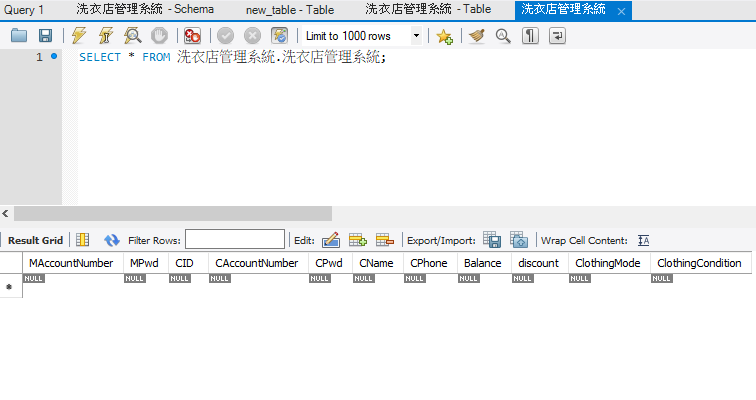 Query 1 洗衣店管理系統 - Schema new_table - Table 洗衣店管理系統 - Table 洗衣店管理系統
Limit to 1000 rows
1 SELECT * FROM 洗衣店管理系統.洗衣店管理系統;
Result Grid Filter Rows: Edit: Export/Import: Wrap Cell Content: IA
MAccountNumber MPwd CID CAccountNumber CPwd CName CPhone Balance discount ClothingMode ClothingCondition
NULL NULL NULL NULL NULL NULL NULL NULL NULL NULL NULL